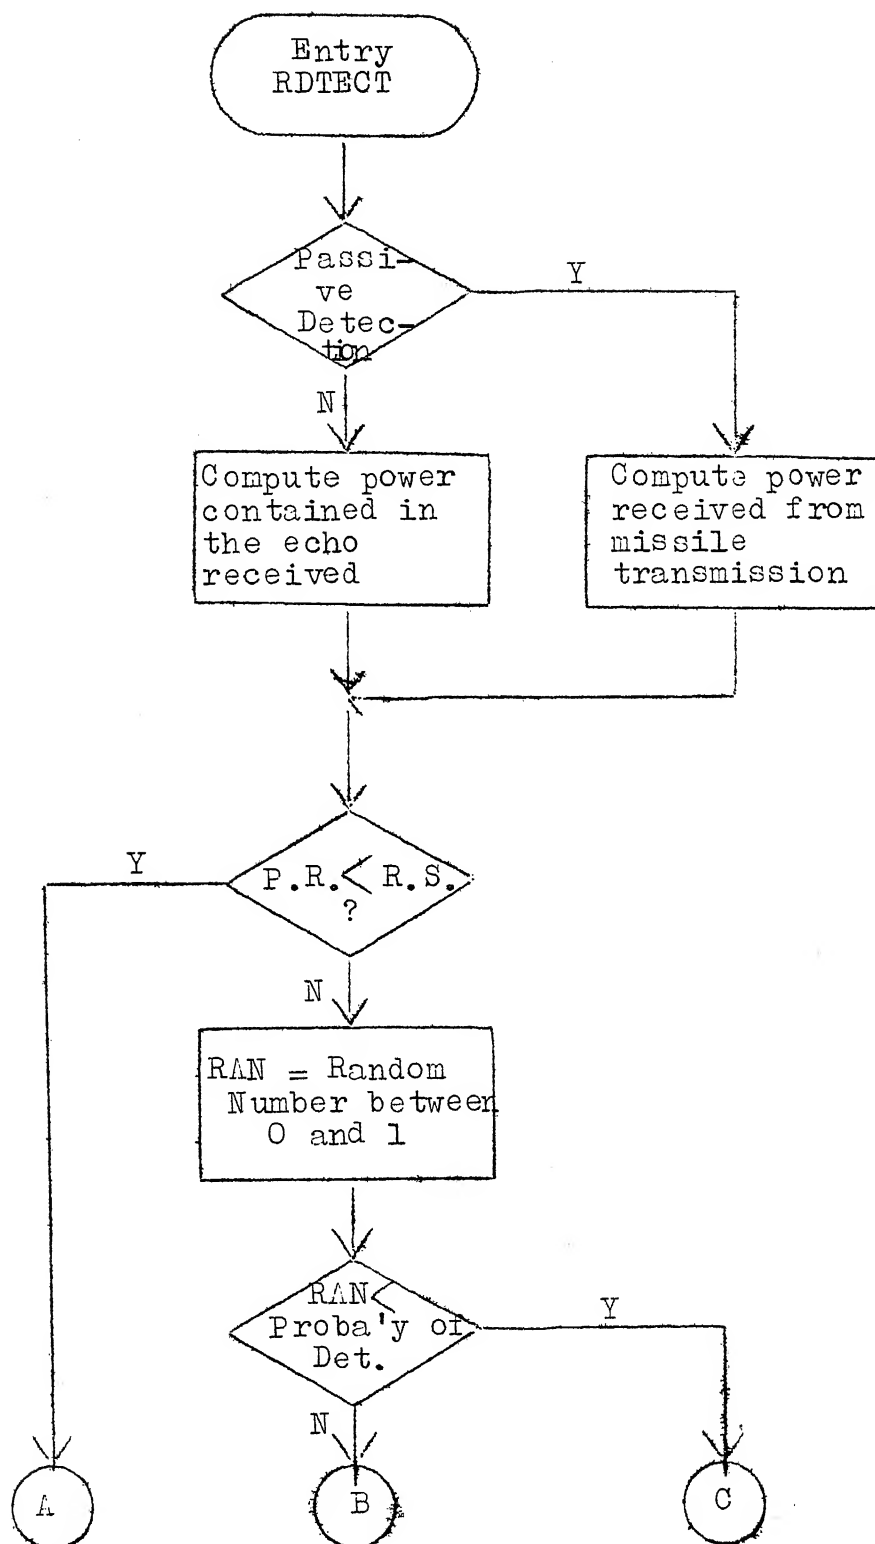 Entry
RDTECT
Passi-
ve
Detec-
tion
Y
N
Compute power
contained in
the echo
received
Compute power
received from
missile
transmission
Y
P.R.< R.S.
?
N
RAN = Random
Number between
0 and 1
RAN<
Proba'y of
Det.
Y
N
A
B
C